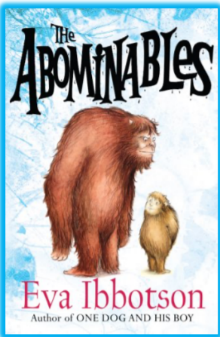 The
ABOMINABLES
Eva Ibbotson
Author of ONE DOG AND HIS BOY